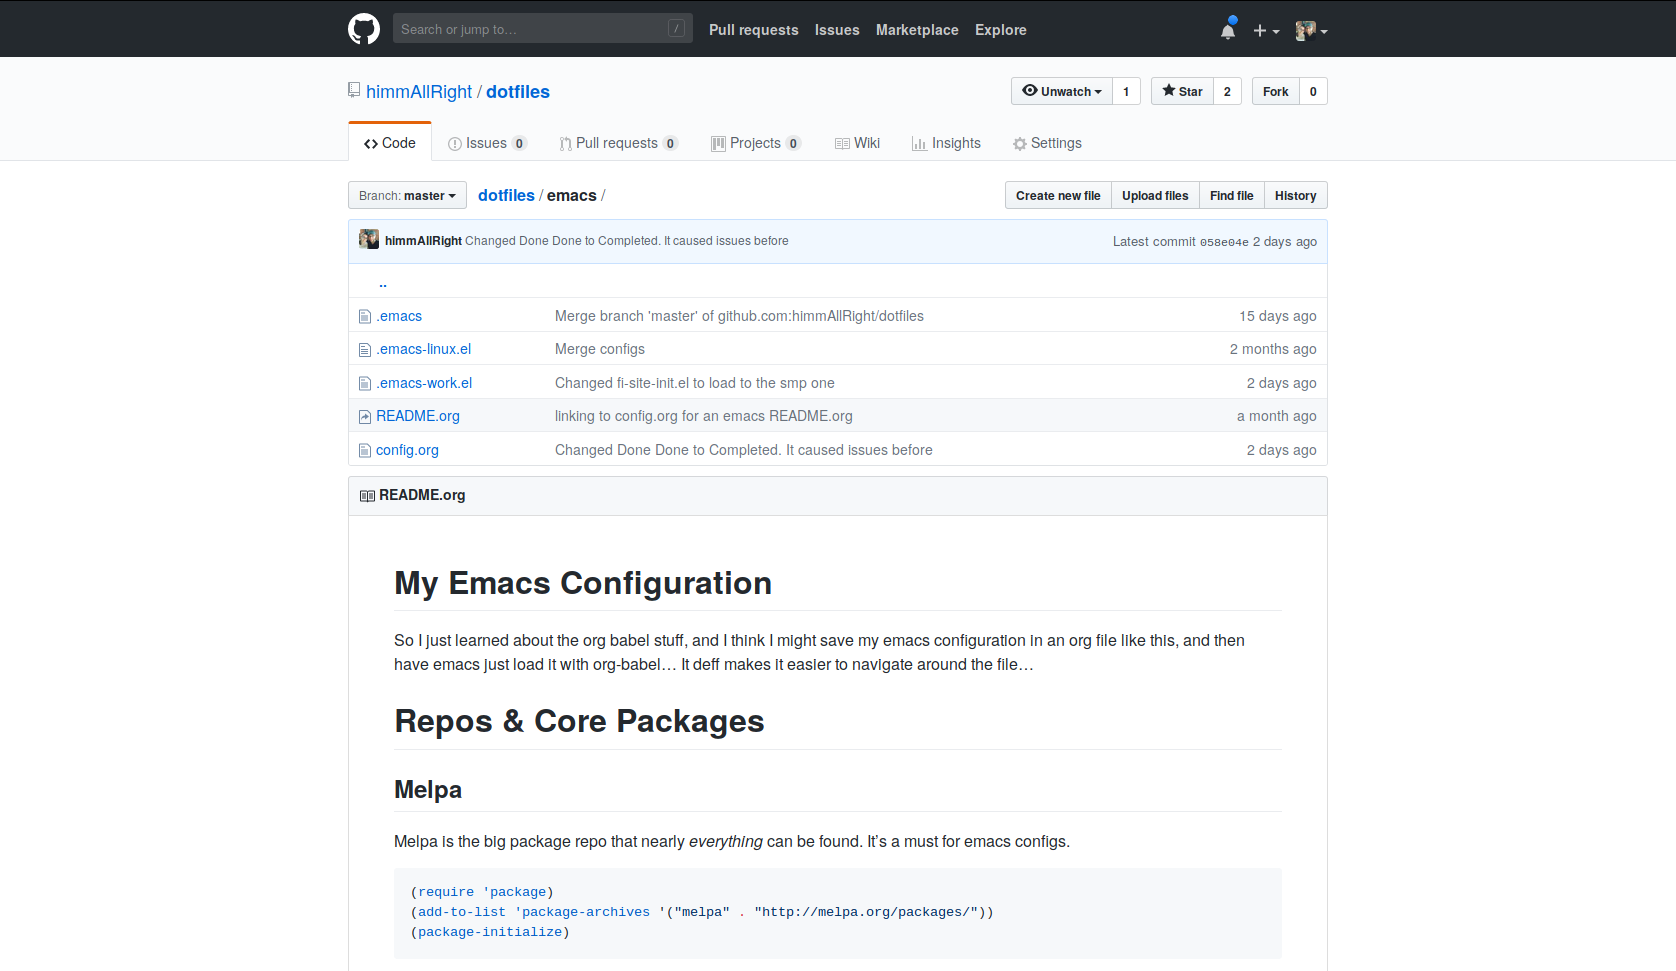 Search or jump to… / Pull requests Issues Marketplace Explore
himmAllRight / dotfiles Unwatch 1 Star 2 Fork 0
Code Issues 0 Pull requests 0 Projects 0 Wiki Insights Settings
Branch: master dotfiles / emacs / Create new file Upload files Find file History
himmAllRight Changed Done Done to Completed. It caused issues before Latest commit 058e04e 2 days ago
..
.emacs Merge branch 'master' of github.com:himmAllRight/dotfiles 15 days ago
.emacs-linux.el Merge configs 2 months ago
.emacs-work.el Changed fi-site-init.el to load to the smp one 2 days ago
README.org linking to config.org for an emacs README.org a month ago
config.org Changed Done Done to Completed. It caused issues before 2 days ago
README.org
My Emacs Configuration
So I just learned about the org babel stuff, and I think I might save my emacs configuration in an org file like this, and then
have emacs just load it with org-babel… It deff makes it easier to navigate around the file…
Repos & Core Packages
Melpa
Melpa is the big package repo that nearly everything can be found. It's a must for emacs configs.
(require 'package)
(add-to-list 'package-archives '("melpa" . "http://melpa.org/packages/"))
(package-initialize)